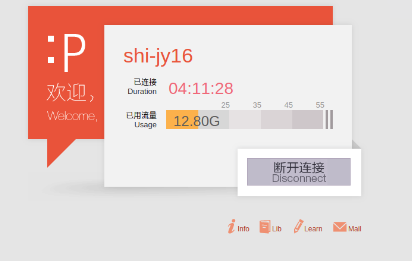 :P
欢迎，
Welcome,
shi-jy16
已连接
Duration
04:11:28
25 35 45 55
已用流量
Usage
12.80G
断开连接
Disconnect
Info Lib Learn Mail